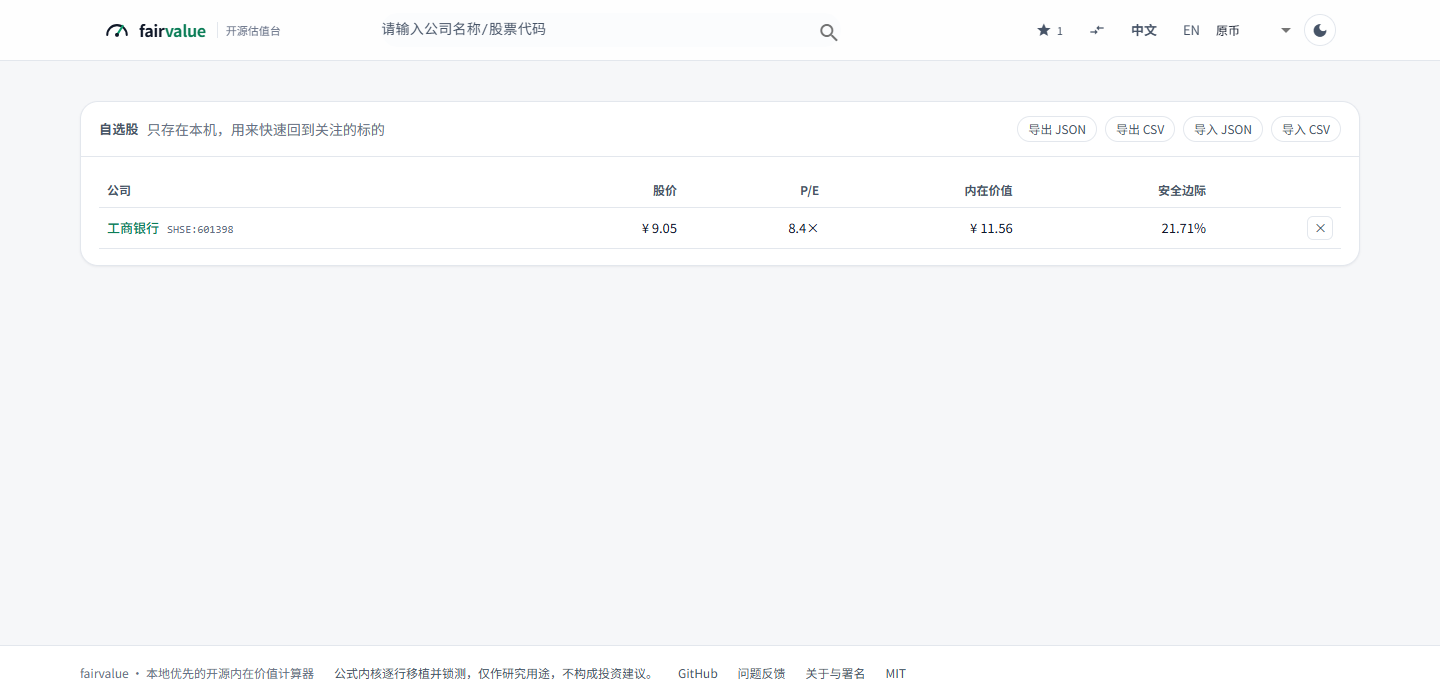 fairvalue 开源估值台 请输入公司名称/股票代码 1 中文 EN 原币
自选股 只存在本机，用来快速回到关注的标的 导出 JSON 导出 CSV 导入 JSON 导入 CSV
公司 股价 P/E 内在价值 安全边际
工商银行 SHSE:601398 ¥ 9.05 8.4× ¥ 11.56 21.71% ×
fairvalue · 本地优先的开源内在价值计算器 公式内核逐行移植并锁测，仅作研究用途，不构成投资建议。 GitHub 问题反馈 关于与署名 MIT